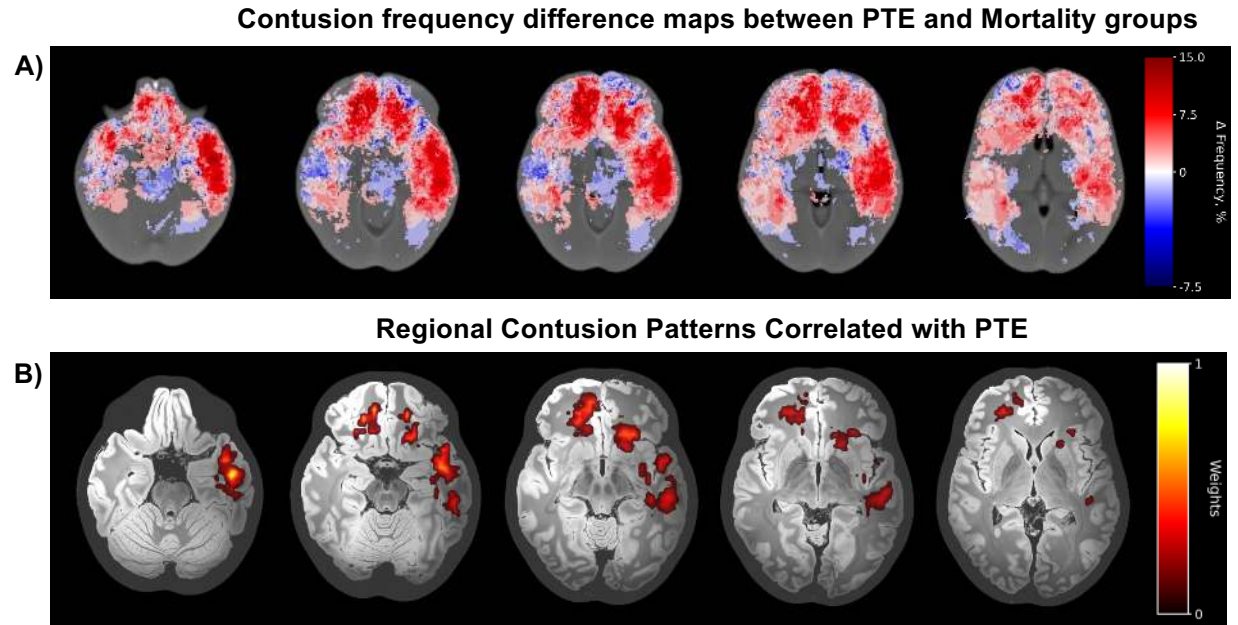 Contusion frequency difference maps between PTE and Mortality groups
A)
15.0
7.5
0
-7.5
Δ Frequency, %
Regional Contusion Patterns Correlated with PTE
B)
1
0
Weights